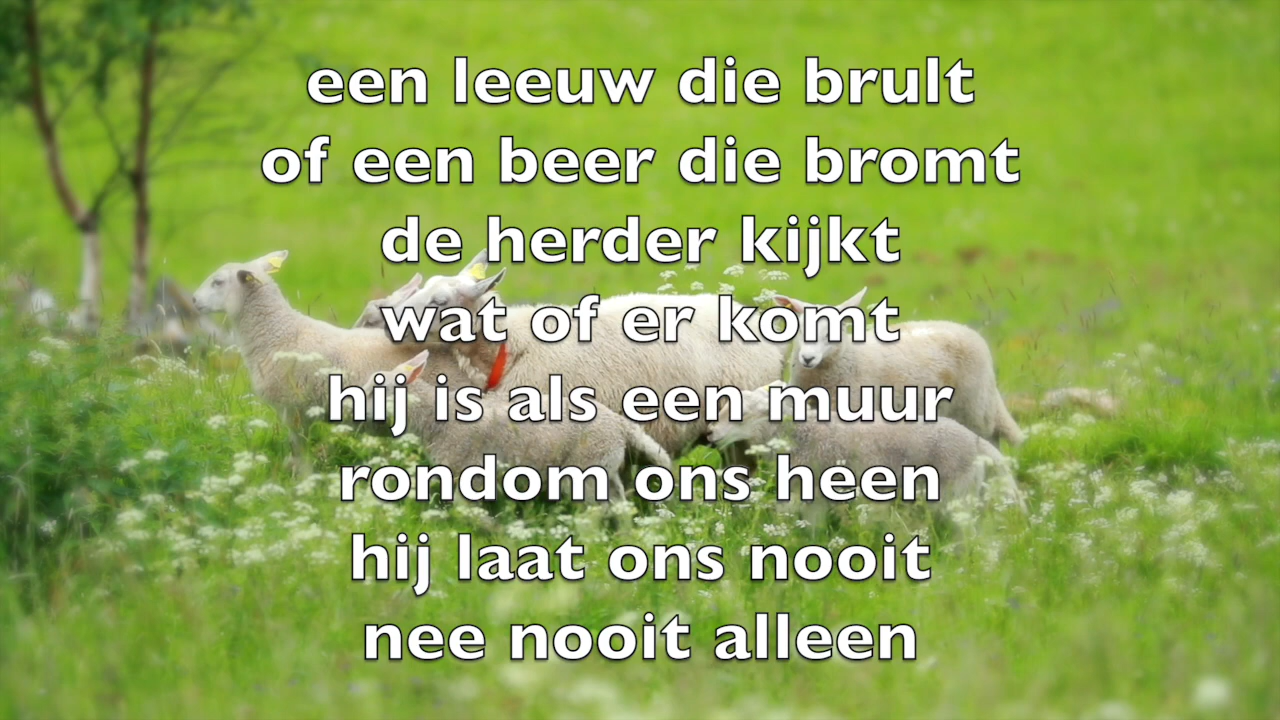 een leeuw die brult
of een beer die bromt
de herder kijkt
wat of er komt
hij is als een muur
rondom ons heen
hij laat ons nooit
nee nooit alleen